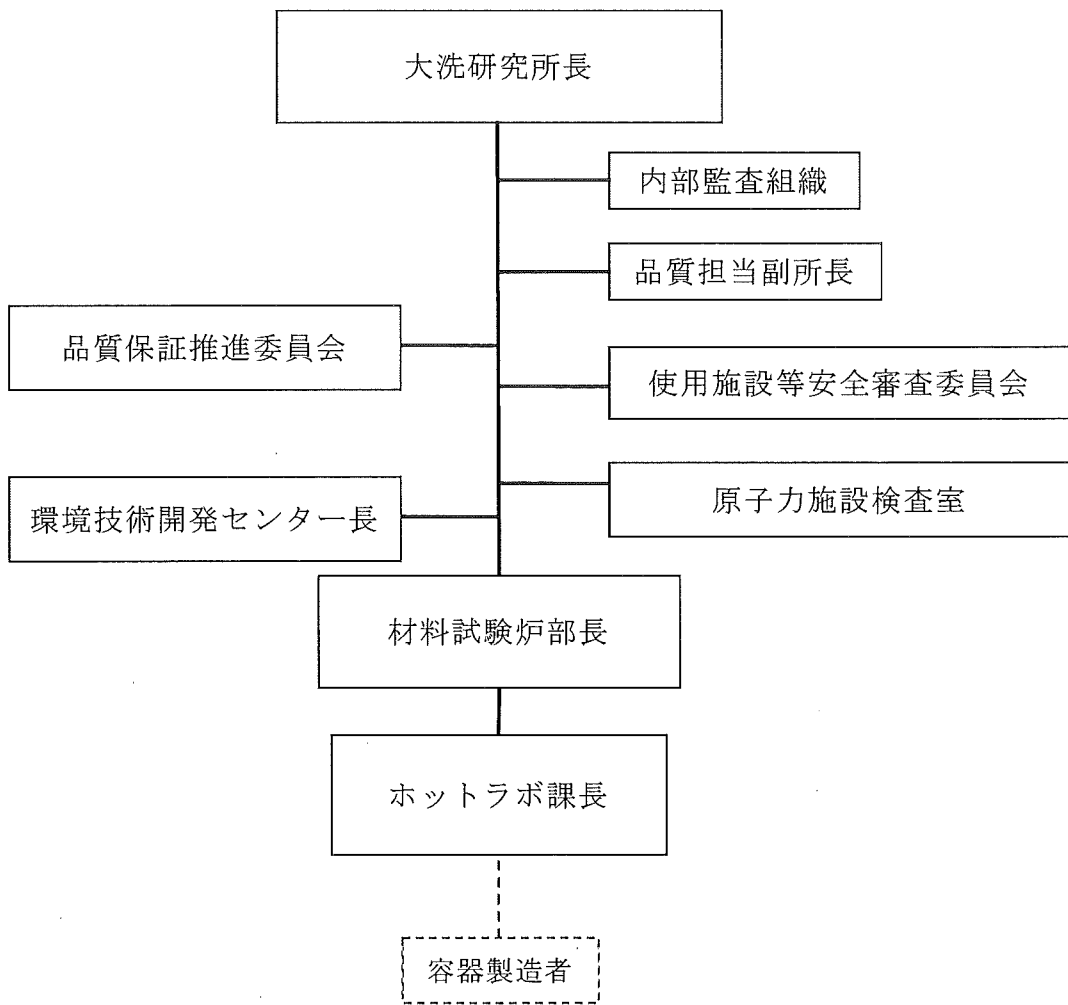 大洗研究所長
内部監査組織
品質担当副所長
品質保証推進委員会
使用施設等安全審査委員会
環境技術開発センター長
原子力施設検査室
材料試験炉部長
ホットラボ課長
容器製造者